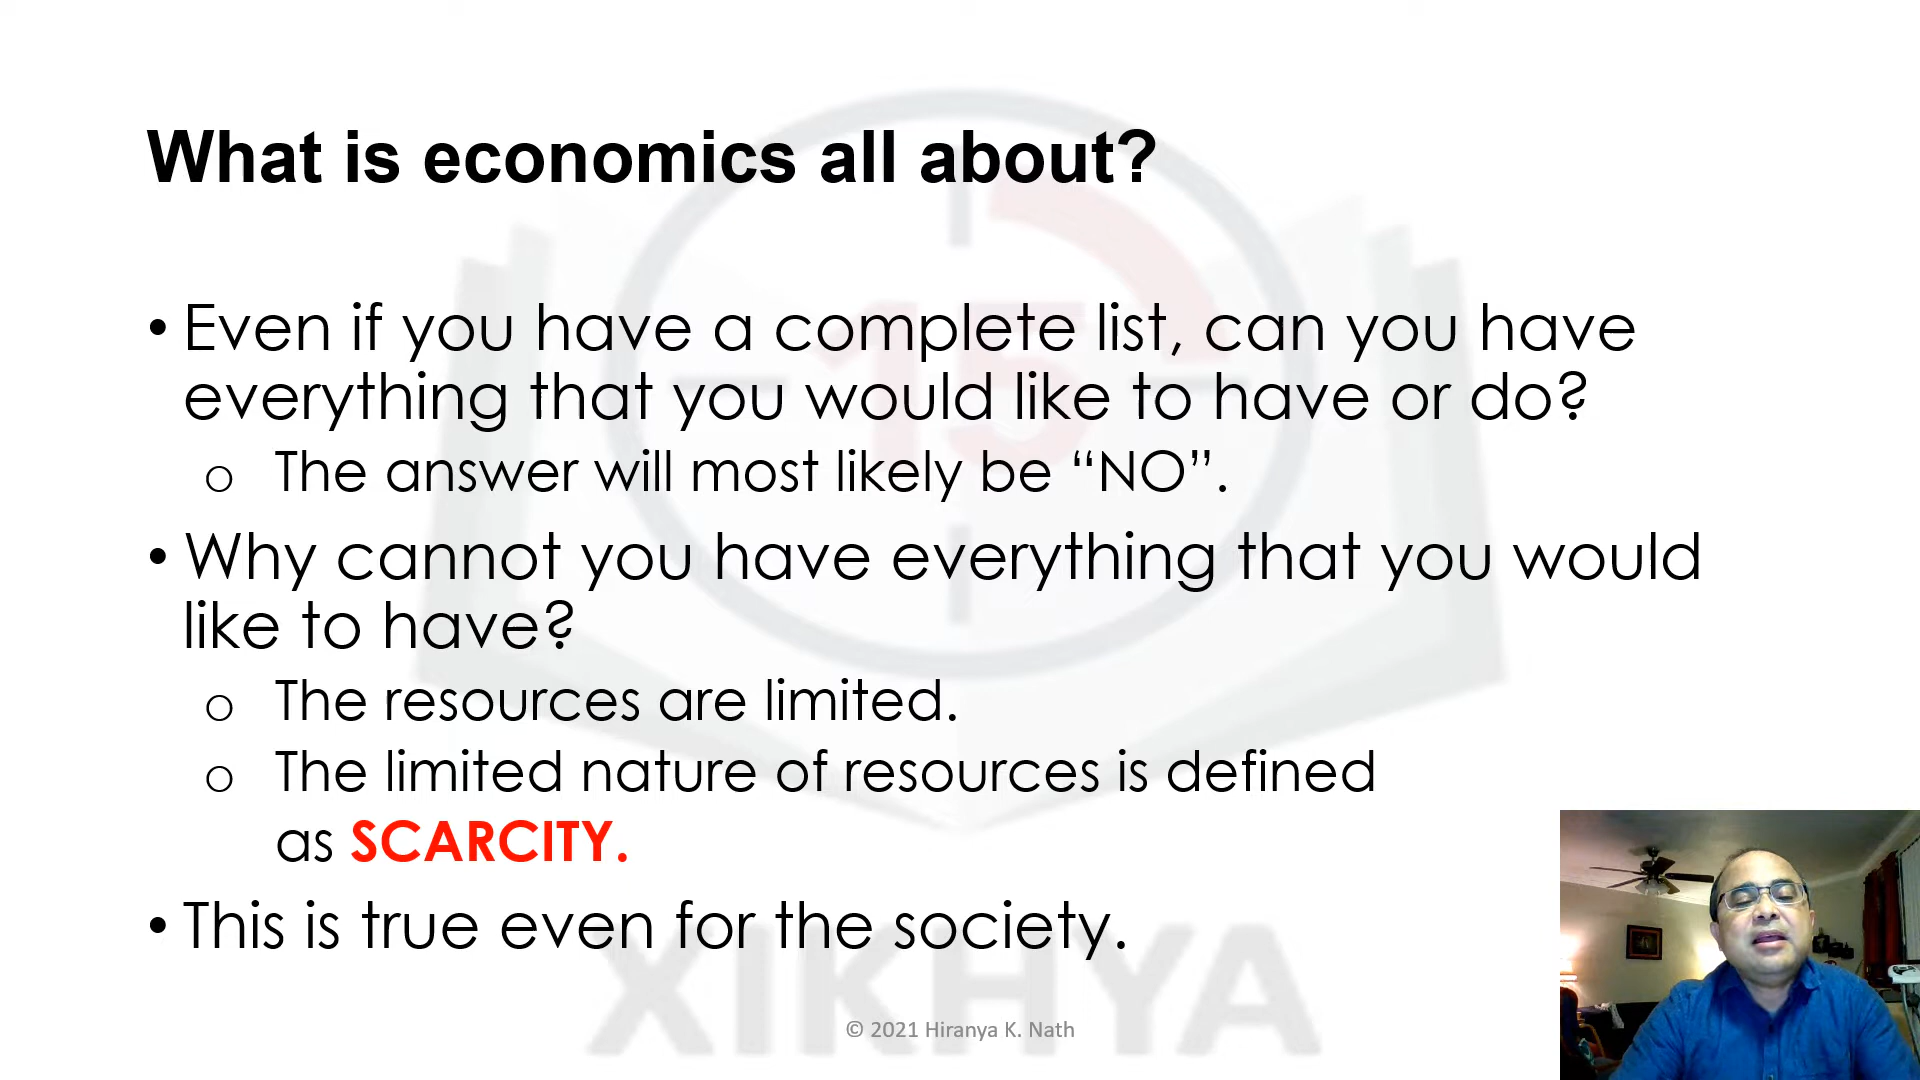 What is economics all about?
• Even if you have a complete list, can you have
everything that you would like to have or do?
o The answer will most likely be “NO”.
• Why cannot you have everything that you would
like to have?
o The resources are limited.
o The limited nature of resources is defined
as SCARCITY.
• This is true even for the society.
© 2021 Hiranya K. Nath
15
XIKHYA